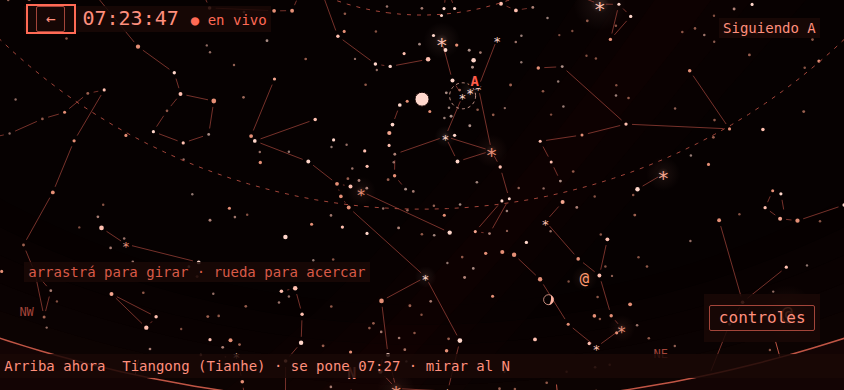 ← 07:23:47 ● en vivo
Siguiendo A
A
@
arrastrá para girar · rueda para acercar
NW
controles
NE
Arriba ahora Tiangong (Tianhe) · se pone 07:27 · mirar al N
N